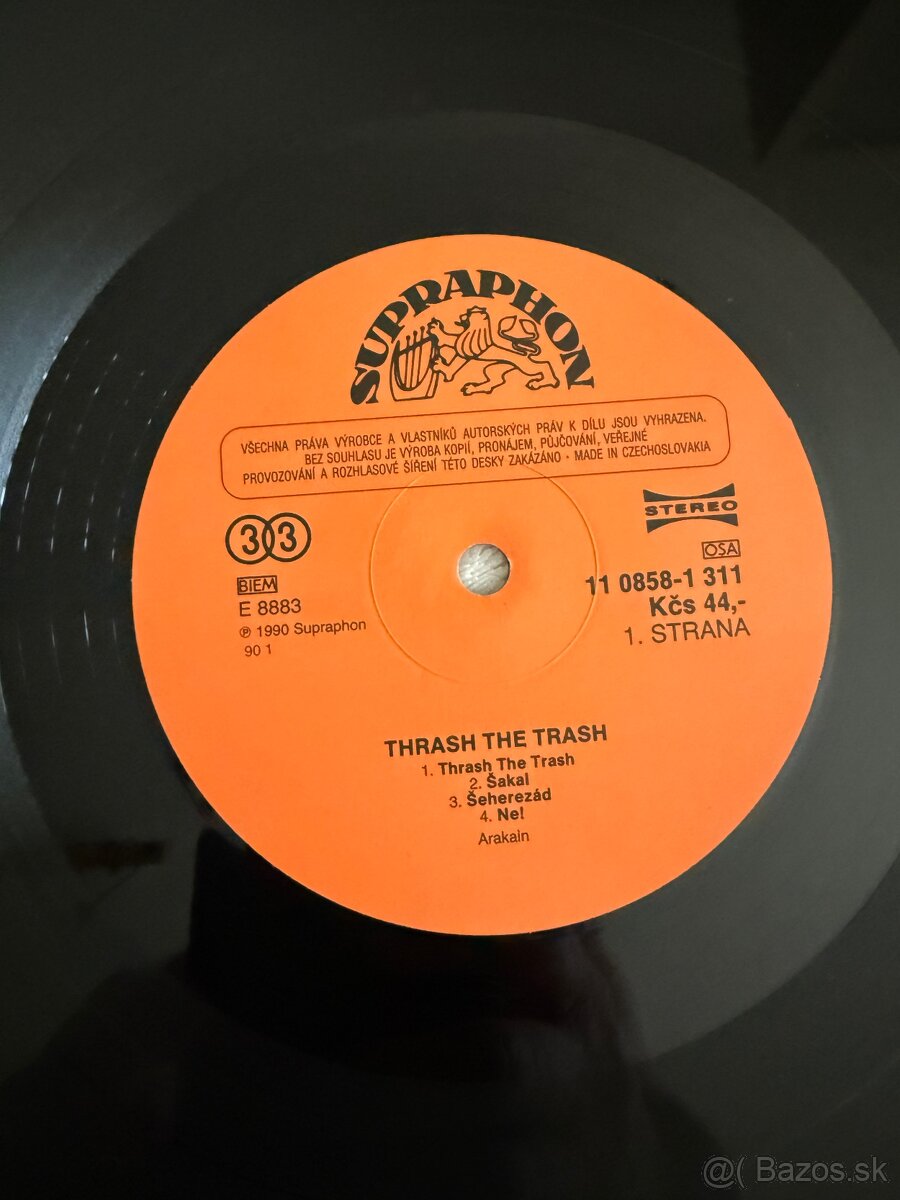 SUPRAPHON
VŠECHNA PRÁVA VÝROBCE A VLASTNÍKŮ AUTORSKÝCH PRÁV K DÍLU JSOU VYHRAZENA.
BEZ SOUHLASU JE VÝROBA KOPIÍ, PRONÁJEM, PŮJČOVÁNÍ, VEŘEJNÉ
PROVOZOVÁNÍ A ROZHLASOVÉ ŠÍŘENÍ TÉTO DESKY ZAKÁZÁNO · MADE IN CZECHOSLOVAKIA
33
STEREO
BIEM
OSA
E 8883
11 0858-1 311
℗ 1990 Supraphon
Kčs 44,-
90 1
1. STRANA
THRASH THE TRASH
1. Thrash The Trash
2. Šakal
3. Šeherezád
4. Ne!
Arakain
@( Bazos.sk